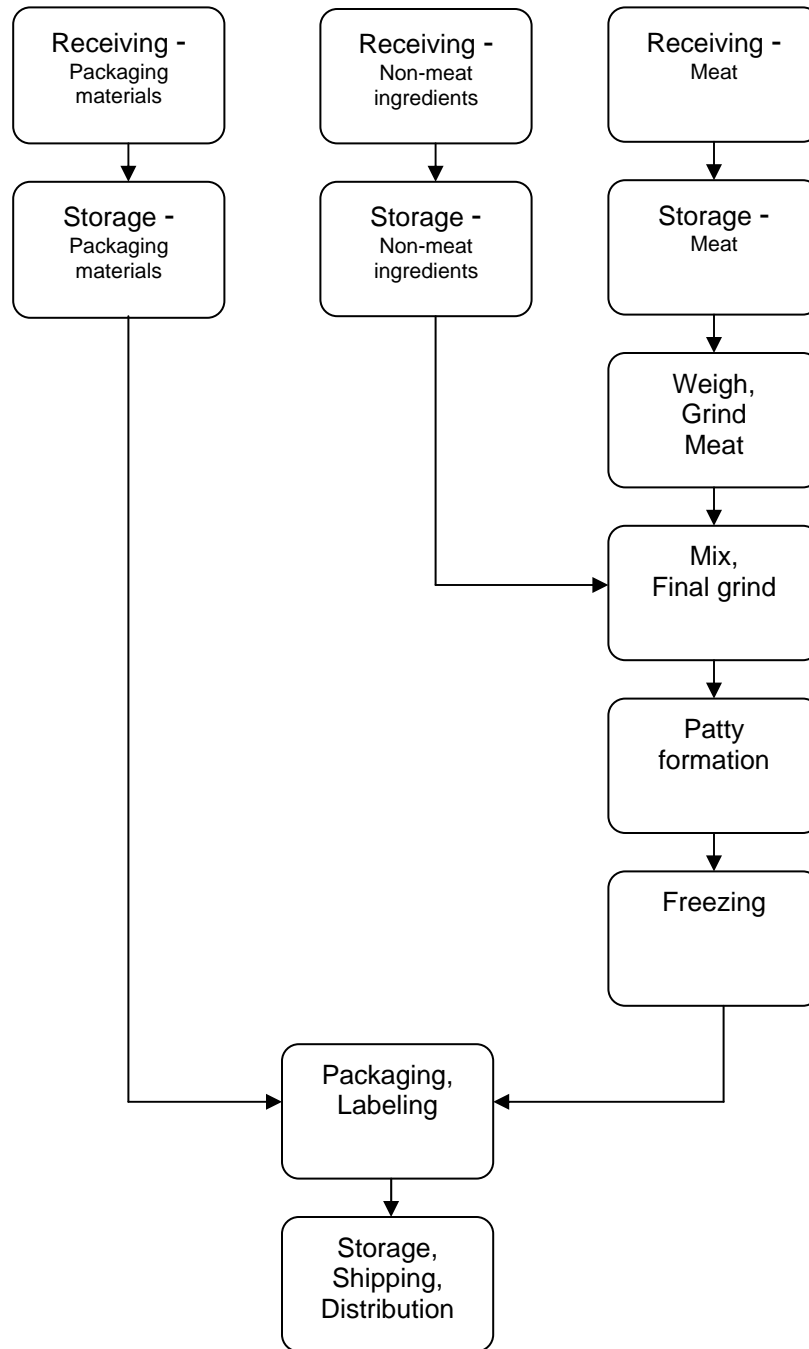 Receiving -
Packaging
materials
Receiving -
Non-meat
ingredients
Receiving -
Meat
Storage -
Packaging
materials
Storage -
Non-meat
ingredients
Storage -
Meat
Weigh,
Grind
Meat
Mix,
Final grind
Patty
formation
Freezing
Packaging,
Labeling
Storage,
Shipping,
Distribution